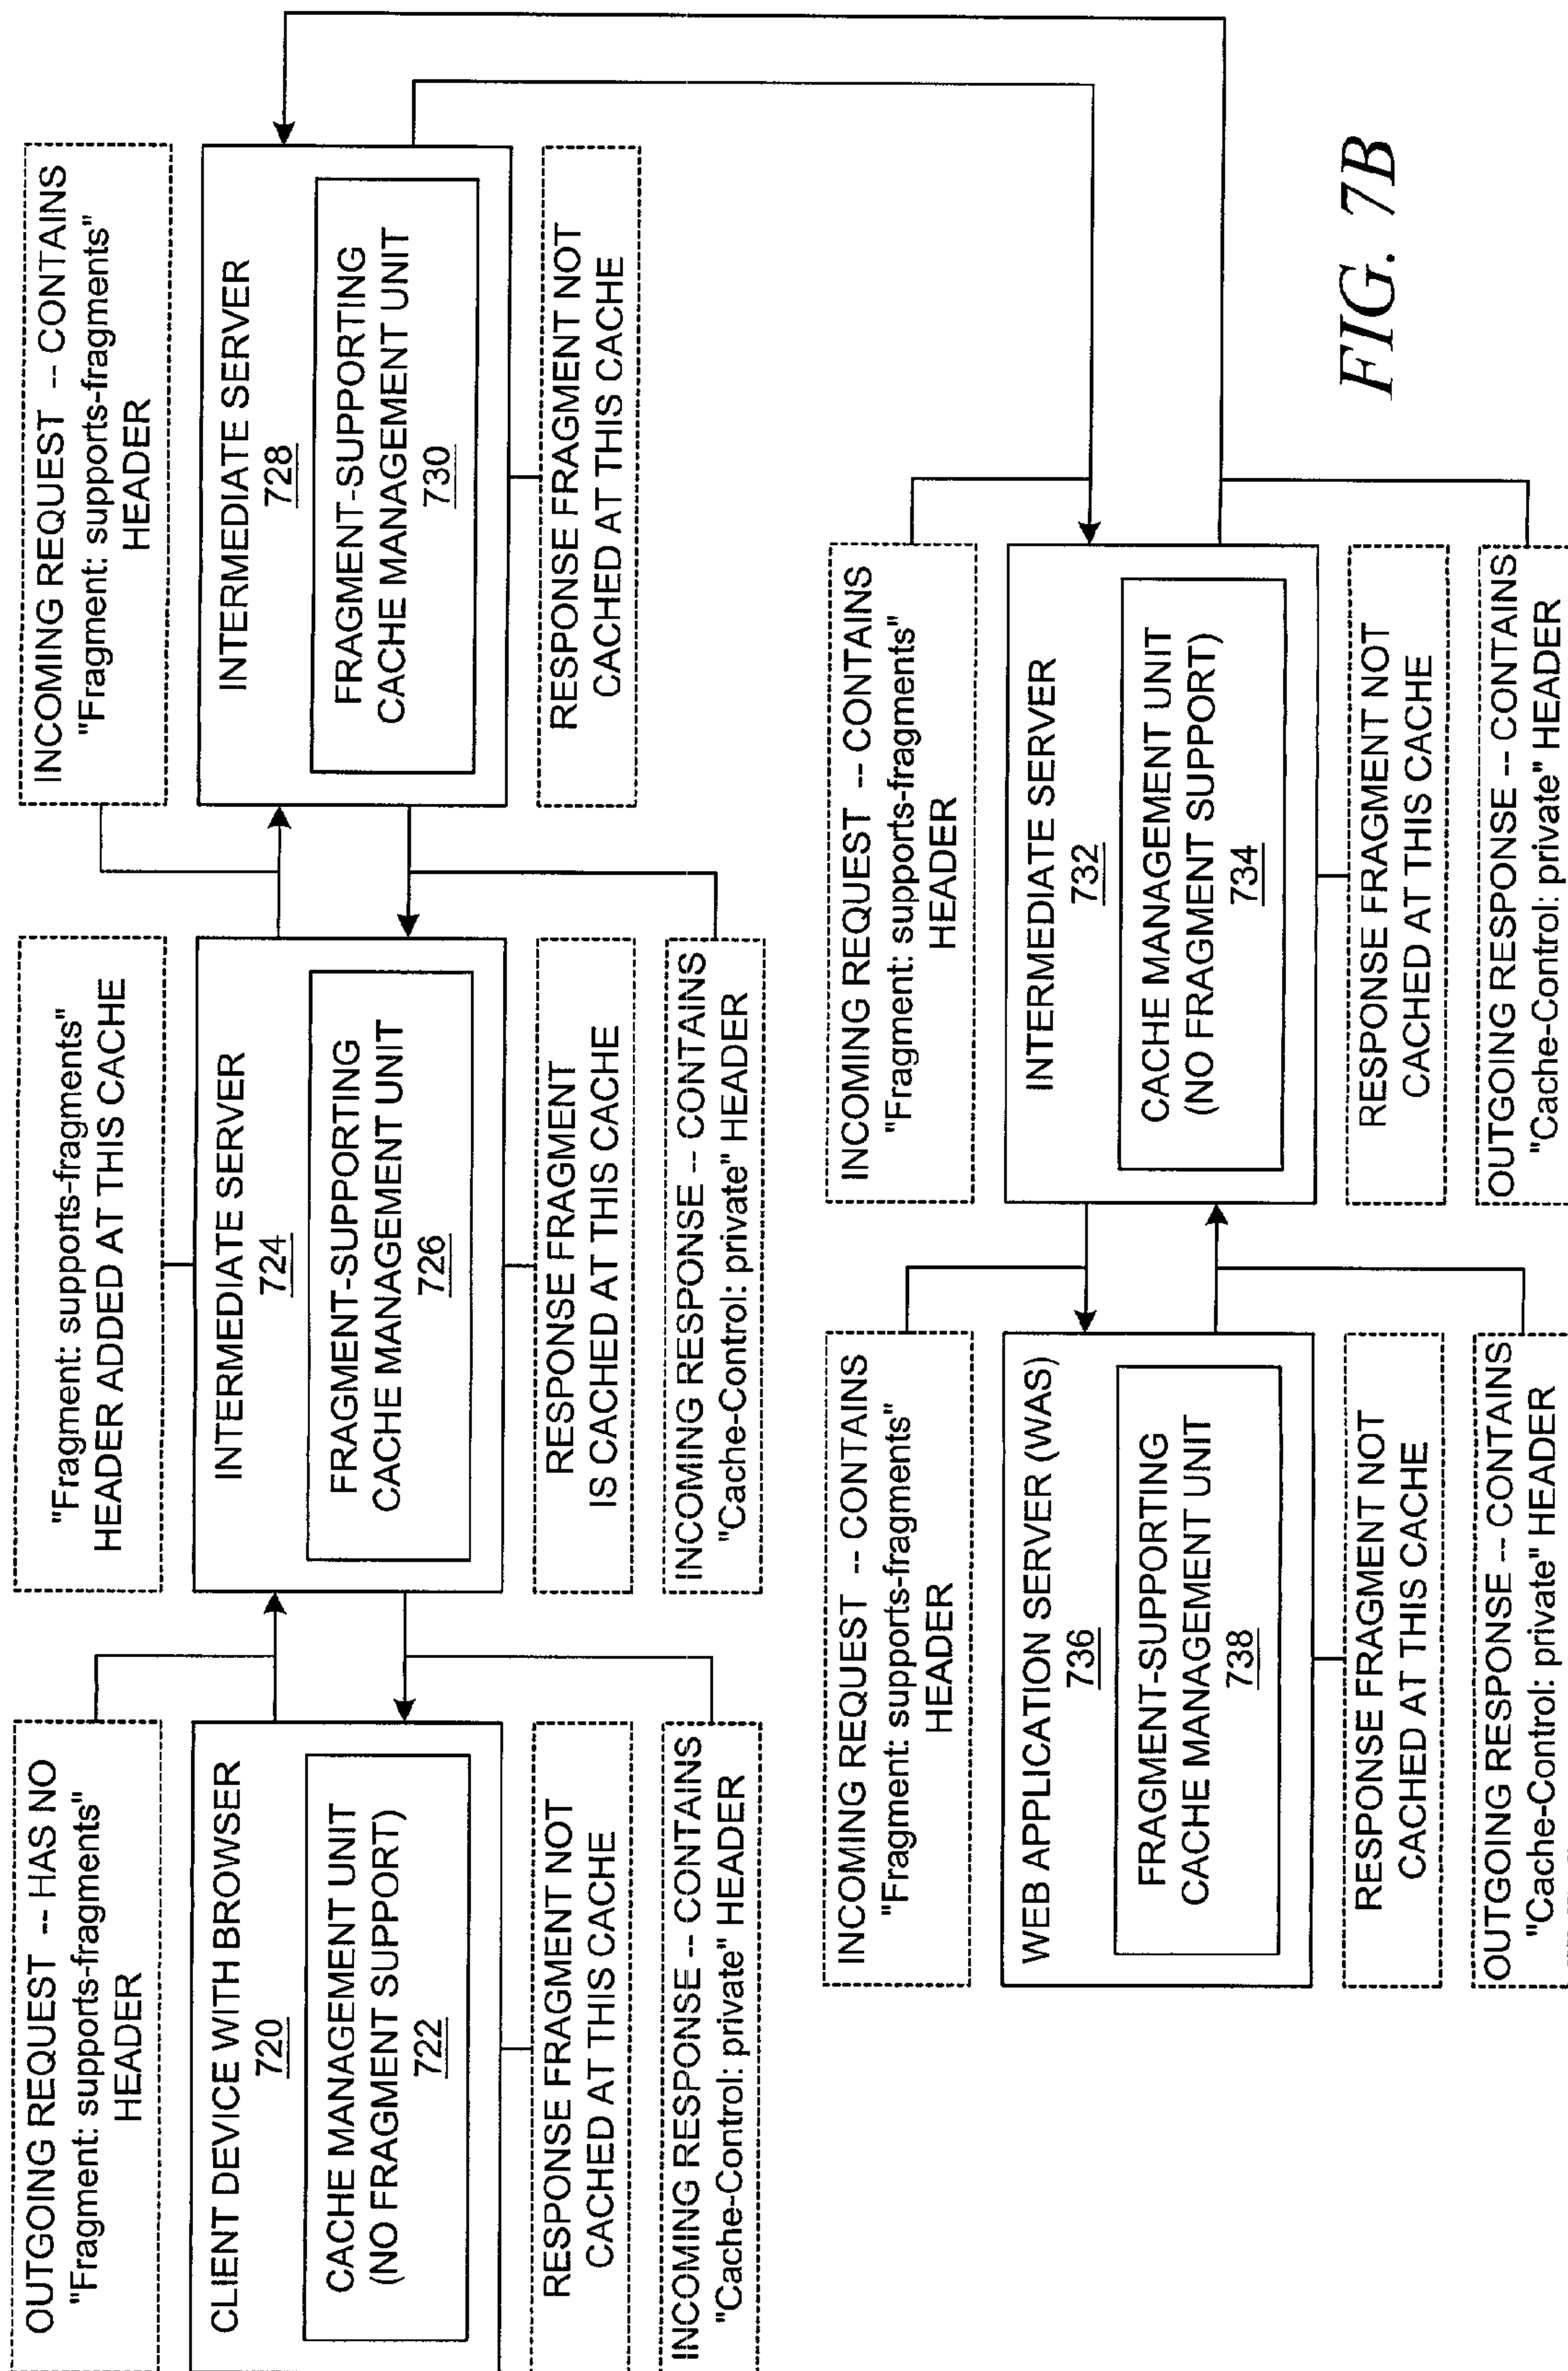 OUTGOING REQUEST -- HAS NO
"Fragment: supports-fragments"
HEADER
CLIENT DEVICE WITH BROWSER
720
CACHE MANAGEMENT UNIT
(NO FRAGMENT SUPPORT)
722
RESPONSE FRAGMENT NOT
CACHED AT THIS CACHE
INCOMING RESPONSE -- CONTAINS
"Cache-Control: private" HEADER
"Fragment: supports-fragments"
HEADER ADDED AT THIS CACHE
INTERMEDIATE SERVER
724
FRAGMENT-SUPPORTING
CACHE MANAGEMENT UNIT
726
RESPONSE FRAGMENT
IS CACHED AT THIS CACHE
INCOMING RESPONSE -- CONTAINS
"Cache-Control: private" HEADER
INCOMING REQUEST -- CONTAINS
"Fragment: supports-fragments"
HEADER
INTERMEDIATE SERVER
728
FRAGMENT-SUPPORTING
CACHE MANAGEMENT UNIT
730
RESPONSE FRAGMENT NOT
CACHED AT THIS CACHE
INCOMING REQUEST -- CONTAINS
"Fragment: supports-fragments"
HEADER
WEB APPLICATION SERVER (WAS)
736
FRAGMENT-SUPPORTING
CACHE MANAGEMENT UNIT
738
RESPONSE FRAGMENT NOT
CACHED AT THIS CACHE
OUTGOING RESPONSE -- CONTAINS
"Cache-Control: private" HEADER
INCOMING REQUEST -- CONTAINS
"Fragment: supports-fragments"
HEADER
INTERMEDIATE SERVER
732
CACHE MANAGEMENT UNIT
(NO FRAGMENT SUPPORT)
734
RESPONSE FRAGMENT NOT
CACHED AT THIS CACHE
OUTGOING RESPONSE -- CONTAINS
"Cache-Control: private" HEADER
FIG. 7B